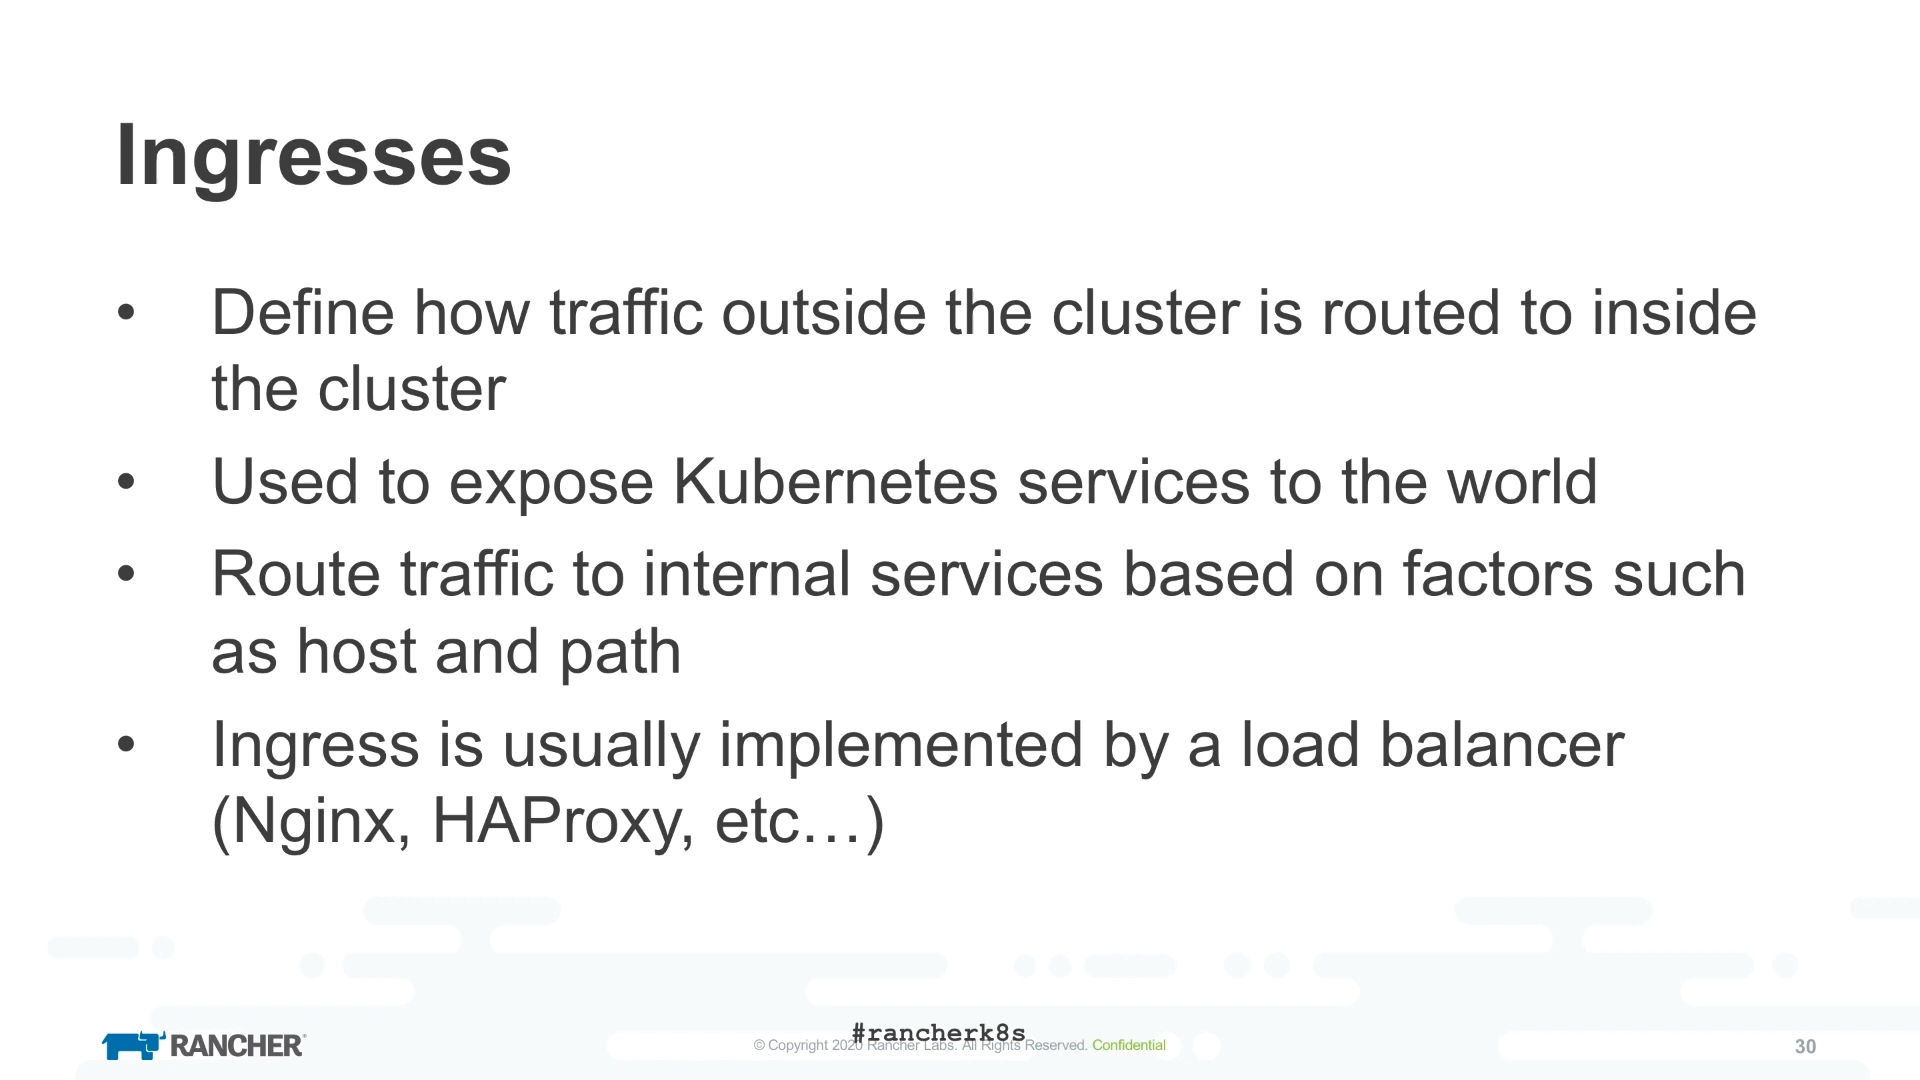 Ingresses
• Define how traffic outside the cluster is routed to inside
the cluster
• Used to expose Kubernetes services to the world
• Route traffic to internal services based on factors such
as host and path
• Ingress is usually implemented by a load balancer
(Nginx, HAProxy, etc…)
RANCHER
#rancherk8s
© Copyright 2020 Rancher Labs. All Rights Reserved. Confidential
30